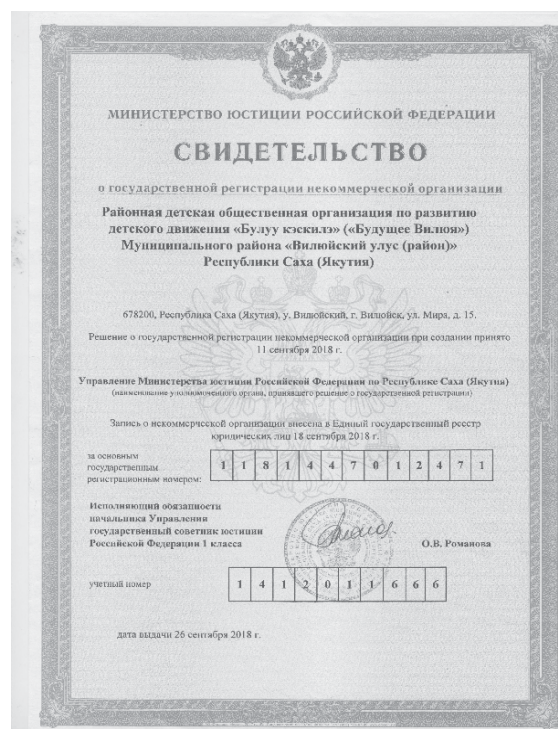 МИНИСТЕРСТВО ЮСТИЦИИ РОССИЙСКОЙ ФЕДЕРАЦИИ
СВИДЕТЕЛЬСТВО
о государственной регистрации некоммерческой организации
Районная детская общественная организация по развитию
детского движения «Булуу кэскилэ» («Будущее Вилюя»)
Муниципального района «Вилюйский улус (район)»
Республики Саха (Якутия)
678200, Республика Саха (Якутия), у. Вилюйский, г. Вилюйск, ул. Мира, д. 15.
Решение о государственной регистрации некоммерческой организации при создании принято
11 сентября 2018 г.
Управление Министерства юстиции Российской Федерации по Республике Саха (Якутия)
(наименование уполномоченного органа, принявшего решение о государственной регистрации)
Запись о некоммерческой организации внесена в Единый государственный реестр
юридических лиц 18 сентября 2018 г.
за основным
государственным
регистрационным номером: 1 1 8 1 4 4 7 0 1 2 4 7 1
Исполняющий обязанности
начальника Управления
государственный советник юстиции
Российской Федерации 1 класса О.В. Романова
учетный номер 1 4 1 2 0 1 1 6 6 6
дата выдачи 26 сентября 2018 г.